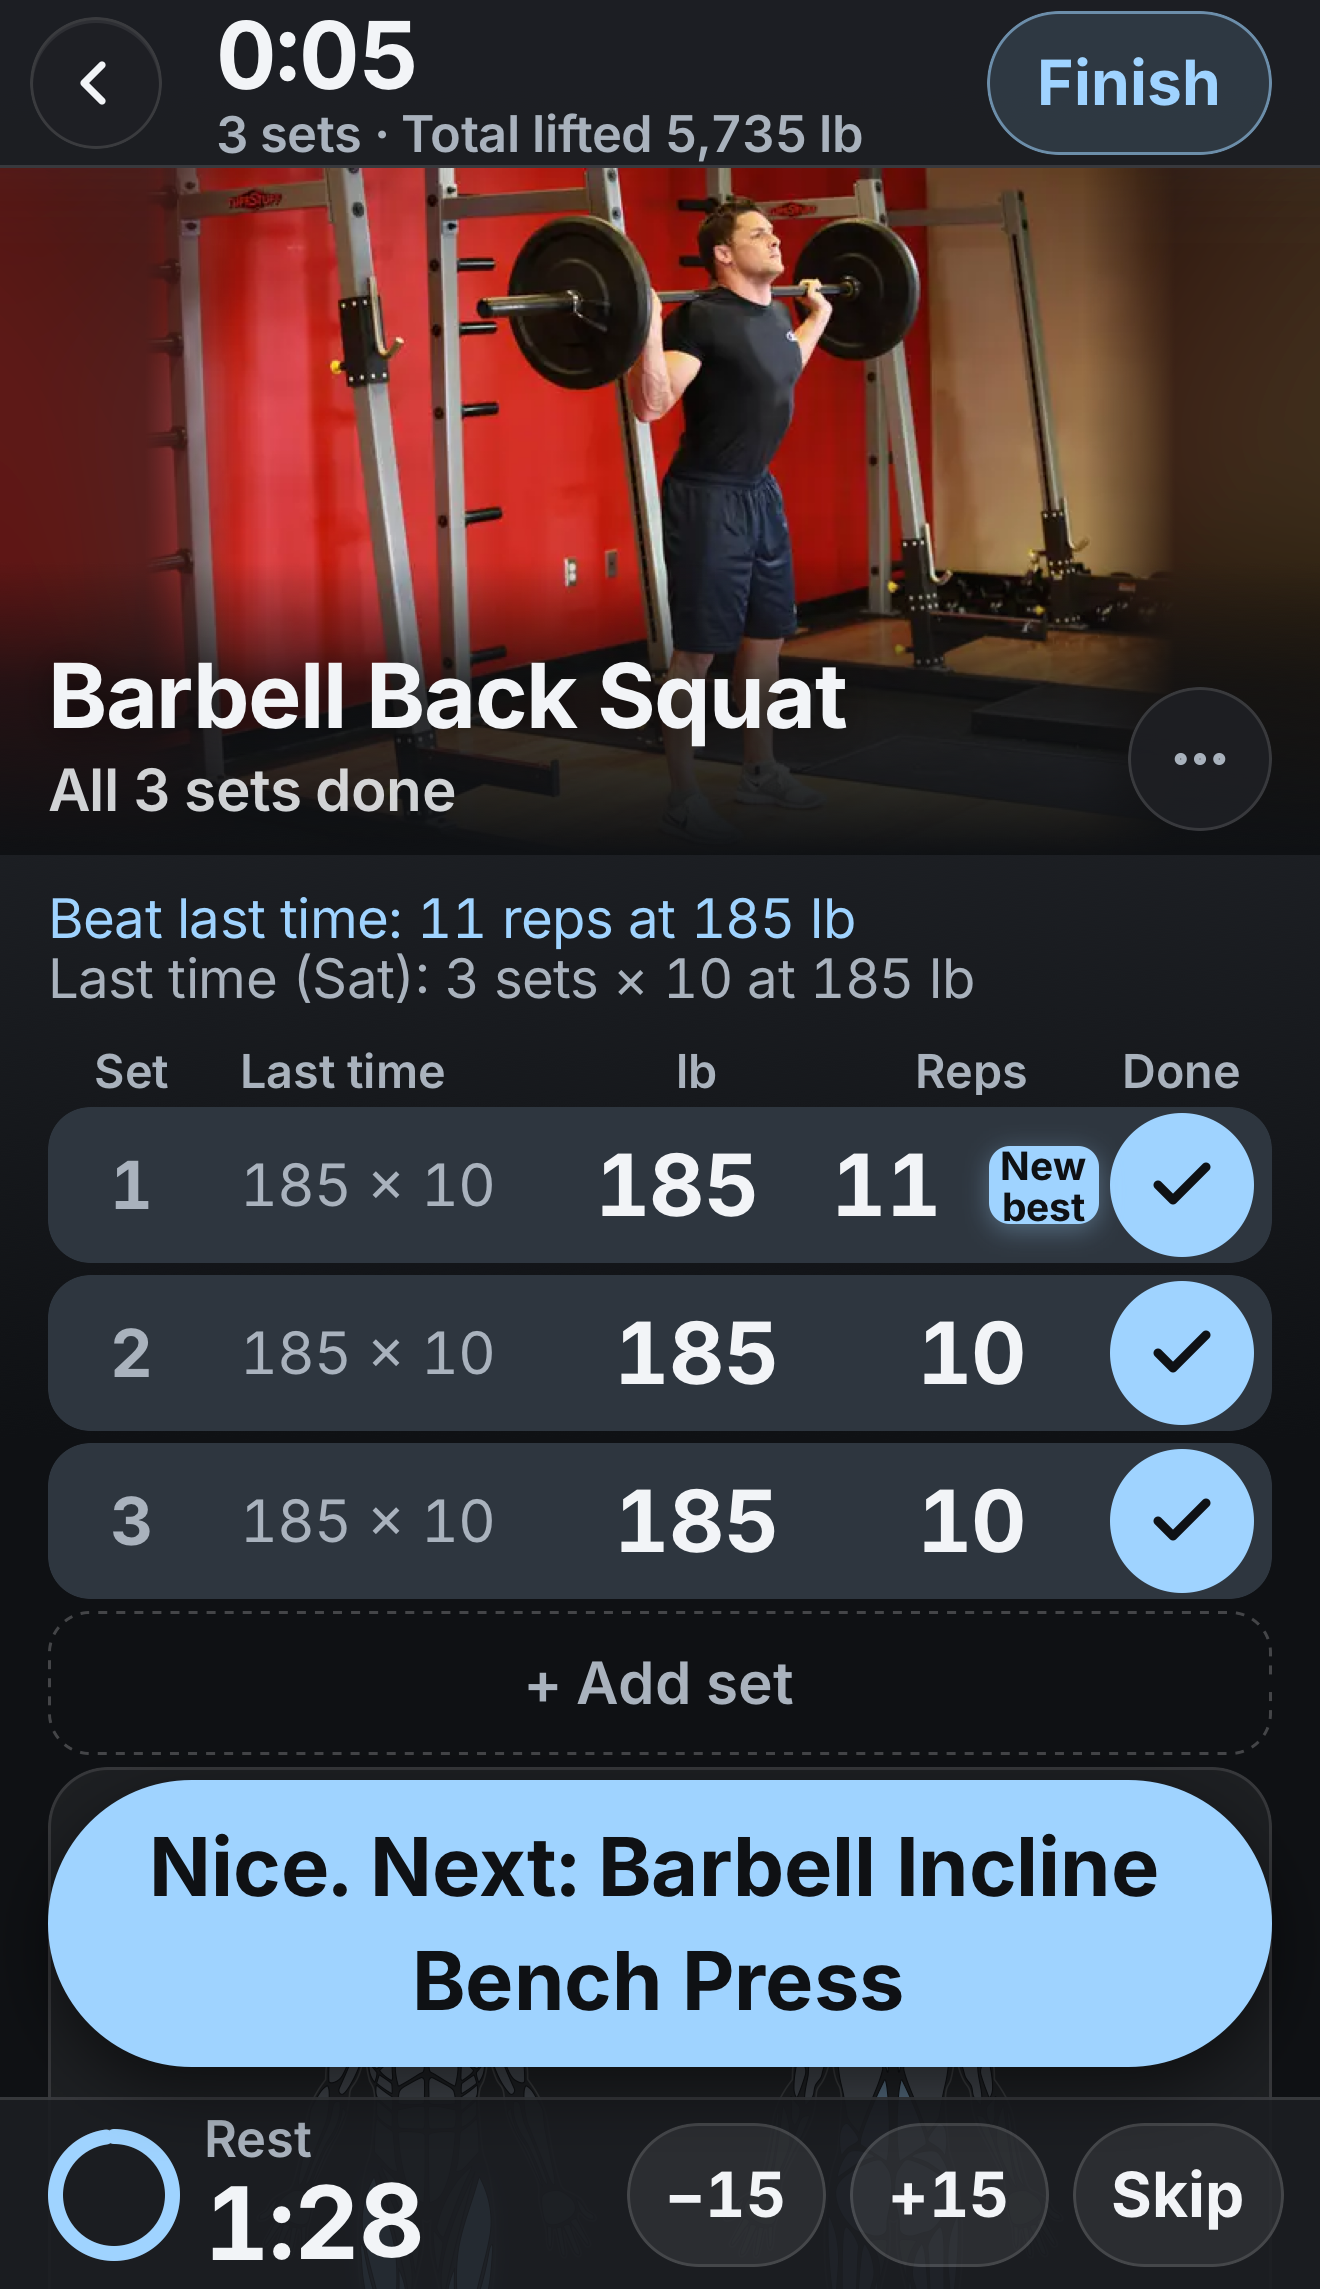 0:05
3 sets · Total lifted 5,735 lb
Finish
TUFFSTUFF
Barbell Back Squat
All 3 sets done
Beat last time: 11 reps at 185 lb
Last time (Sat): 3 sets × 10 at 185 lb
Set Last time lb Reps Done
1 185 × 10 185 11 New best
2 185 × 10 185 10
3 185 × 10 185 10
+ Add set
Nice. Next: Barbell Incline
Bench Press
Rest
1:28
−15 +15 Skip